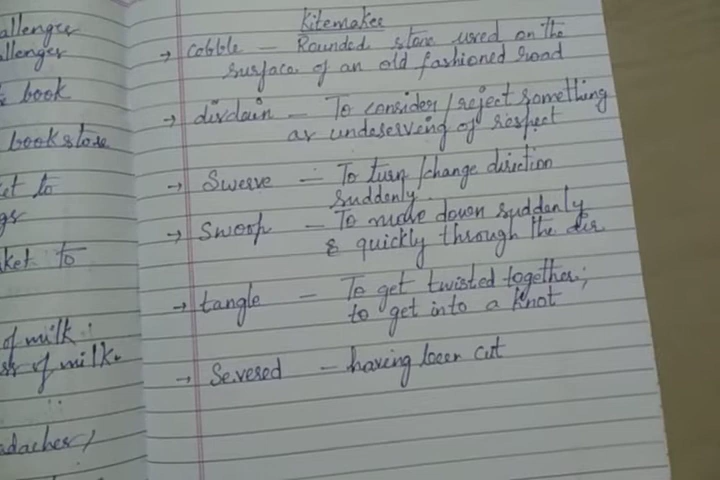 allenger
llenger
book
bookstore
et to
gs
ket to
of milk
of milk.
adaches
Kitemaker
→ cobble – Rounded stone used on the
surface of an old fashioned road
→ disdain – To consider/reject something
as undeserving of respect
→ Swerve – To turn/change direction
suddenly.
→ Swoop – To move down suddenly
& quickly through the air
→ tangle – To get twisted together;
to get into a knot
→ Severed – having been cut